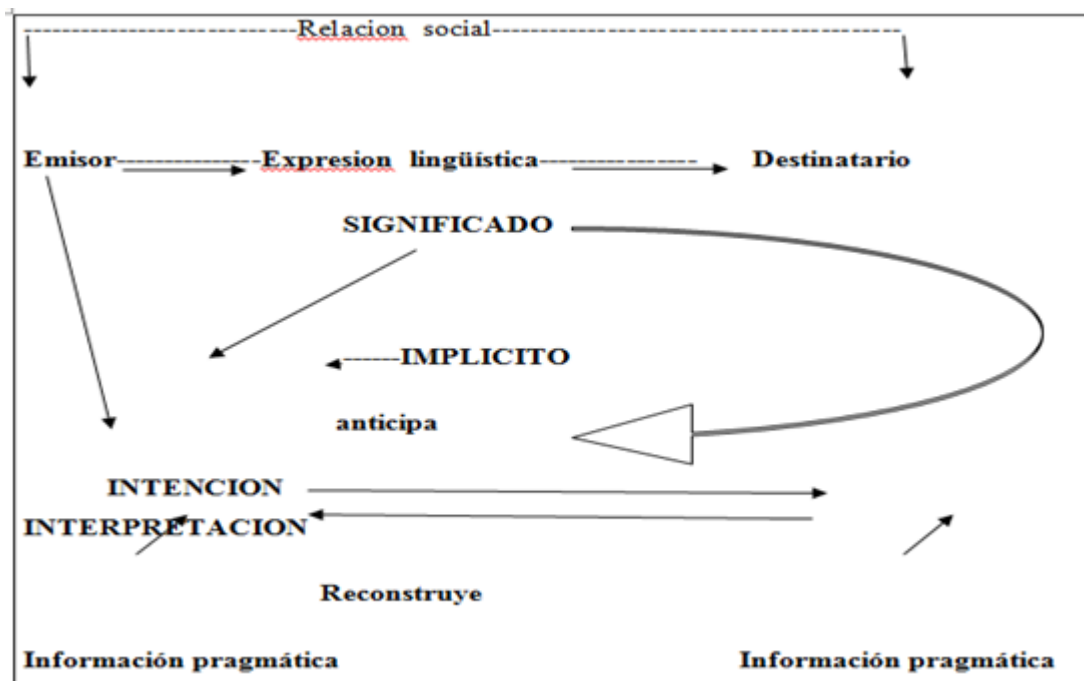 Relacion social
Emisor Expresion lingüística Destinatario
SIGNIFICADO
IMPLICITO
anticipa
INTENCION
INTERPRETACION
Reconstruye
Información pragmática Información pragmática